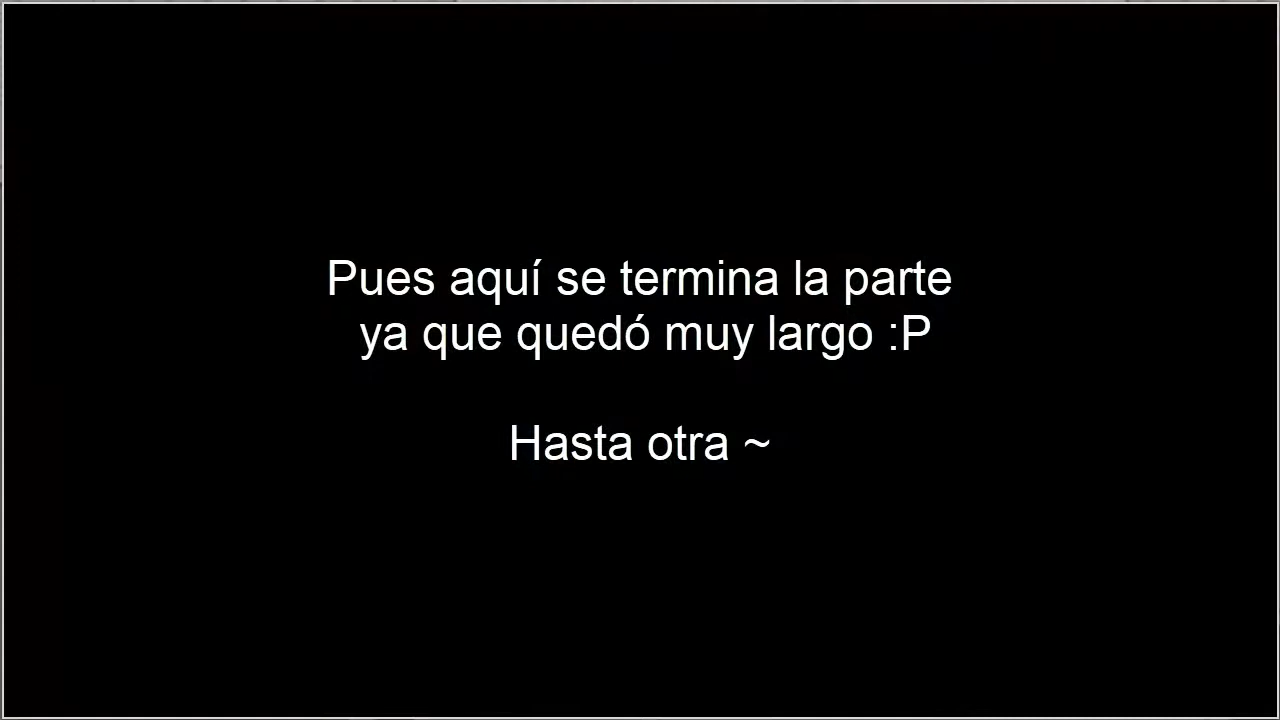 Pues aquí se termina la parte
ya que quedó muy largo :P
Hasta otra ~